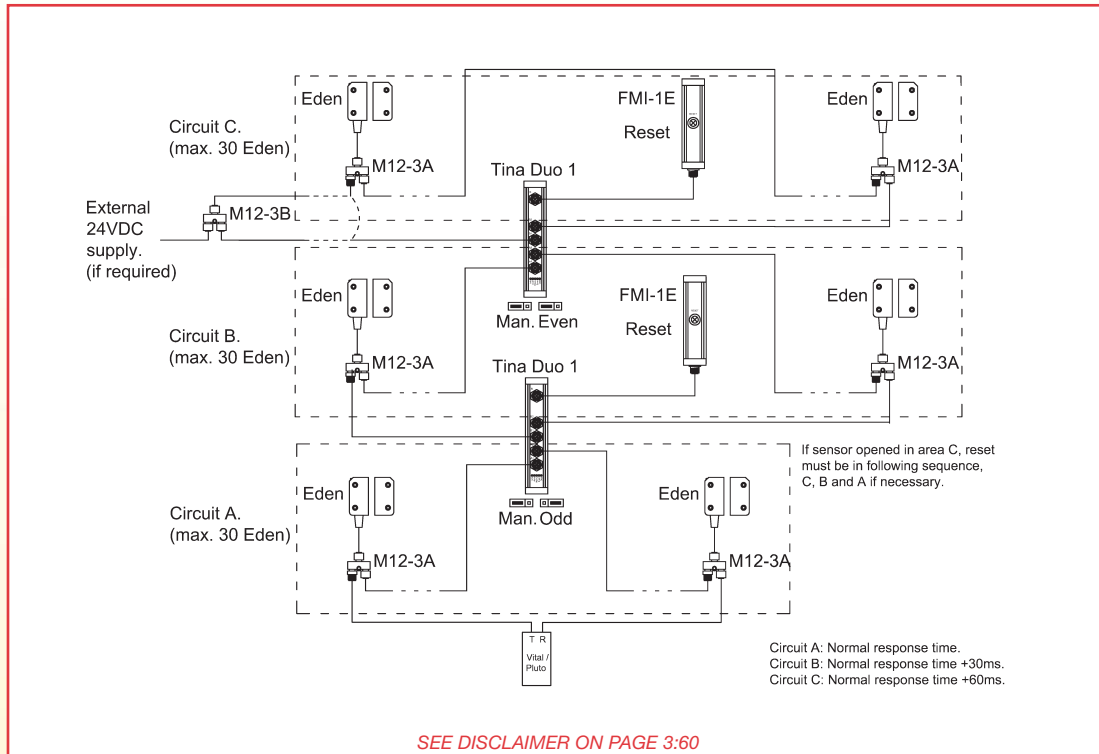 Eden
FMI-1E
Eden
Circuit C.
(max. 30 Eden)
Reset
M12-3A
Tina Duo 1
M12-3A
External
24VDC
supply.
(if required)
M12-3B
Eden
FMI-1E
Eden
Man. Even
Reset
Circuit B.
(max. 30 Eden)
M12-3A
Tina Duo 1
M12-3A
If sensor opened in area C, reset
must be in following sequence,
C, B and A if necessary.
Eden
Eden
Man. Odd
Circuit A.
(max. 30 Eden)
M12-3A
M12-3A
T R
Vital /
Pluto
Circuit A: Normal response time.
Circuit B: Normal response time +30ms.
Circuit C: Normal response time +60ms.
SEE DISCLAIMER ON PAGE 3:60